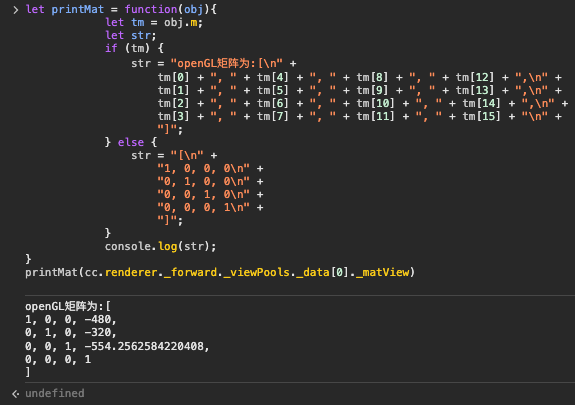 let printMat = function(obj){
let tm = obj.m;
let str;
if (tm) {
str = "openGL矩阵为:[\n" +
tm[0] + ", " + tm[4] + ", " + tm[8] + ", " + tm[12] + ",\n" +
tm[1] + ", " + tm[5] + ", " + tm[9] + ", " + tm[13] + ",\n" +
tm[2] + ", " + tm[6] + ", " + tm[10] + ", " + tm[14] + ",\n" +
tm[3] + ", " + tm[7] + ", " + tm[11] + ", " + tm[15] + "\n" +
"]";
} else {
str = "[\n" +
"1, 0, 0, 0\n" +
"0, 1, 0, 0\n" +
"0, 0, 1, 0\n" +
"0, 0, 0, 1\n" +
"]";
}
console.log(str);
}
printMat(cc.renderer._forward._viewPools._data[0]._matView)
openGL矩阵为:[
1, 0, 0, -480,
0, 1, 0, -320,
0, 0, 1, -554.2562584220408,
0, 0, 0, 1
]
undefined